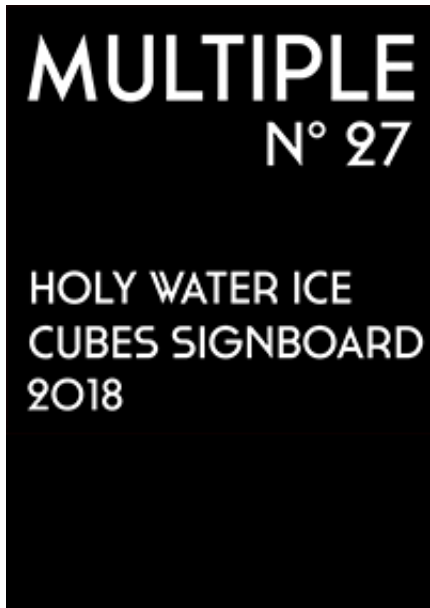 MULTIPLE
N° 27
HOLY WATER ICE
CUBES SIGNBOARD
2018